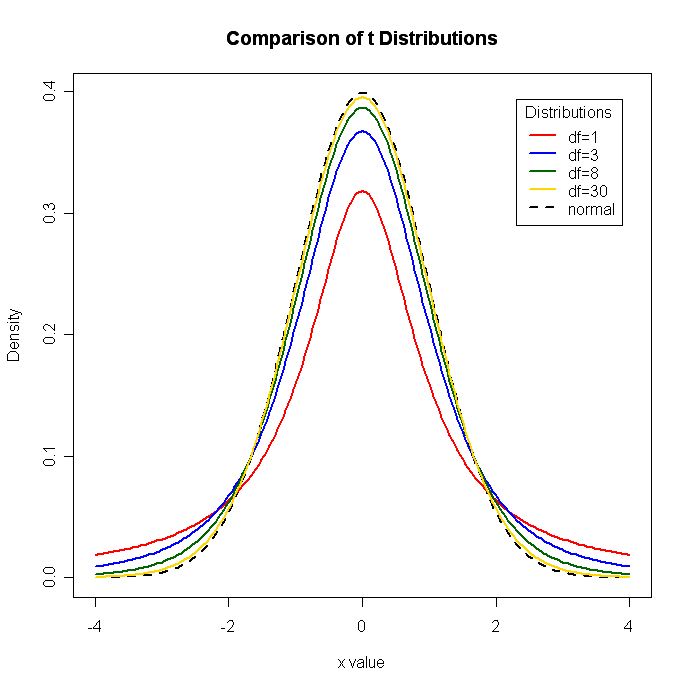 Comparison of t Distributions
Distributions
df=1
df=3
df=8
df=30
normal
Density
0.4
0.3
0.2
0.1
0.0
-4 -2 0 2 4
x value